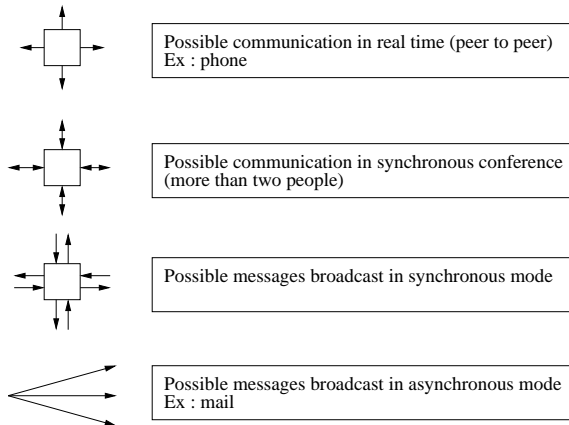 Possible communication in real time (peer to peer)
Ex : phone
Possible communication in synchronous conference
(more than two people)
Possible messages broadcast in synchronous mode
Possible messages broadcast in asynchronous mode
Ex : mail